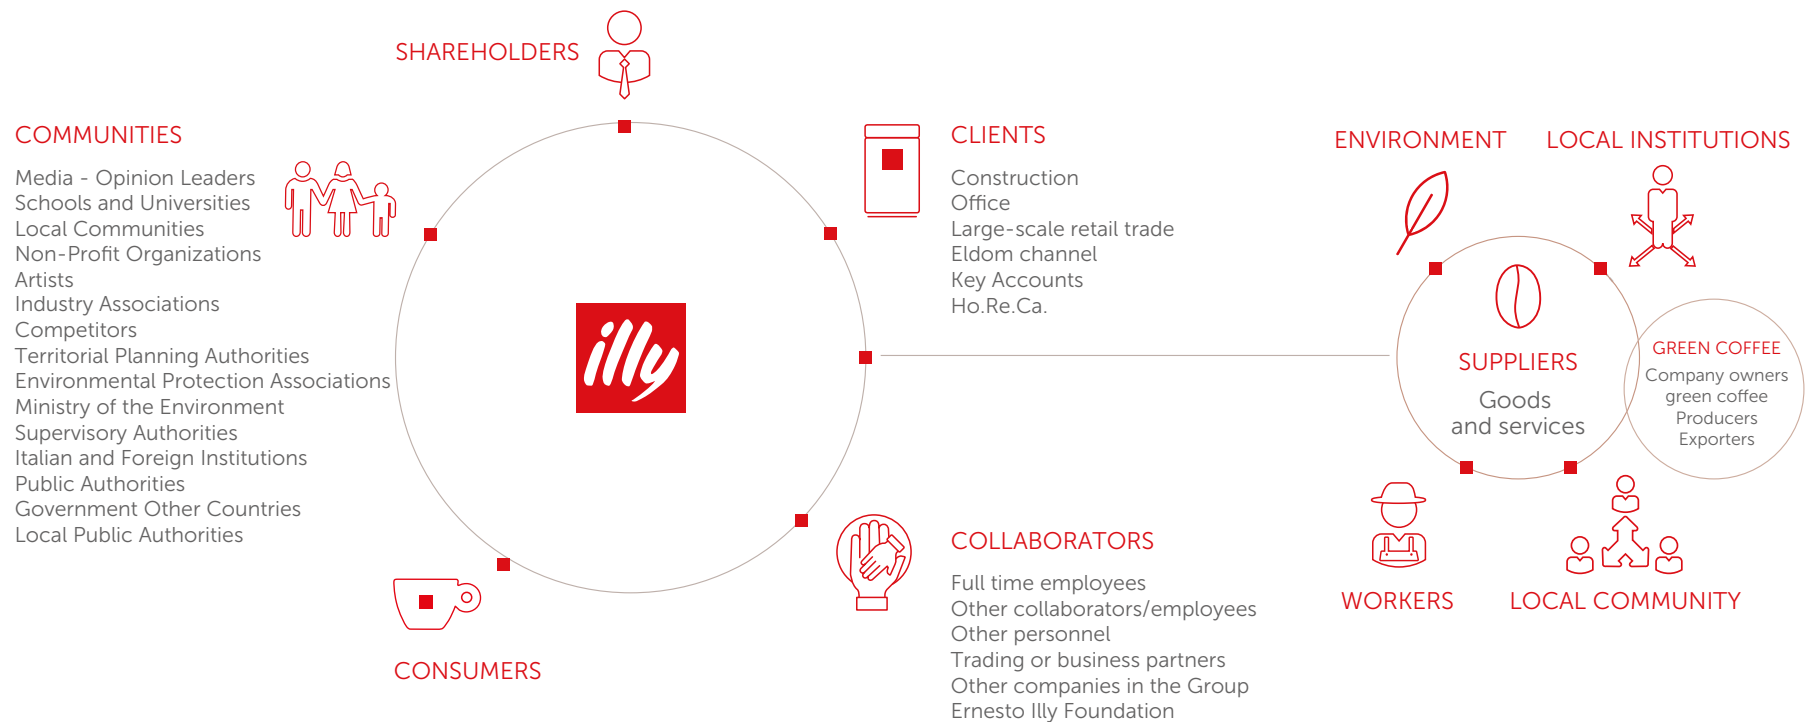 SHAREHOLDERS
COMMUNITIES
Media - Opinion Leaders
Schools and Universities
Local Communities
Non-Profit Organizations
Artists
Industry Associations
Competitors
Territorial Planning Authorities
Environmental Protection Associations
Ministry of the Environment
Supervisory Authorities
Italian and Foreign Institutions
Public Authorities
Government Other Countries
Local Public Authorities
illy
CONSUMERS
CLIENTS
Construction
Office
Large-scale retail trade
Eldom channel
Key Accounts
Ho.Re.Ca.
COLLABORATORS
Full time employees
Other collaborators/employees
Other personnel
Trading or business partners
Other companies in the Group
Ernesto Illy Foundation
ENVIRONMENT
LOCAL INSTITUTIONS
SUPPLIERS
Goods
and services
GREEN COFFEE
Company owners
green coffee
Producers
Exporters
WORKERS
LOCAL COMMUNITY